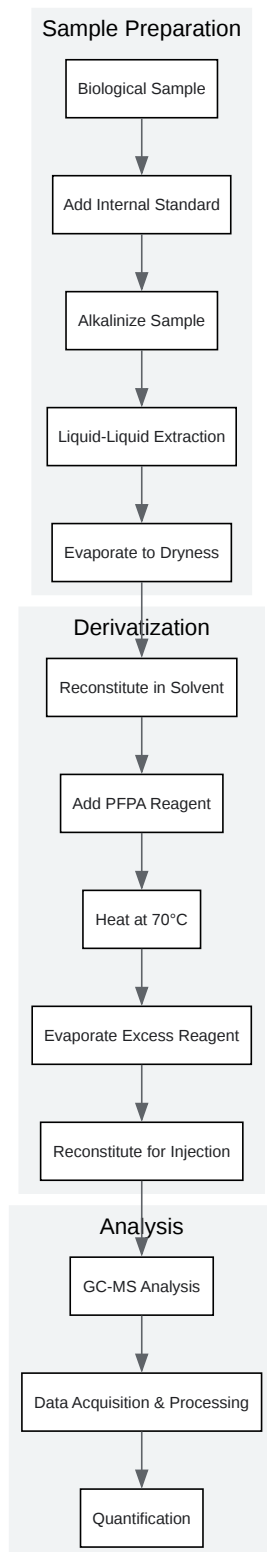 Sample Preparation
Biological Sample
Add Internal Standard
Alkalinize Sample
Liquid-Liquid Extraction
Evaporate to Dryness
Derivatization
Reconstitute in Solvent
Add PFPA Reagent
Heat at 70°C
Evaporate Excess Reagent
Reconstitute for Injection
Analysis
GC-MS Analysis
Data Acquisition & Processing
Quantification